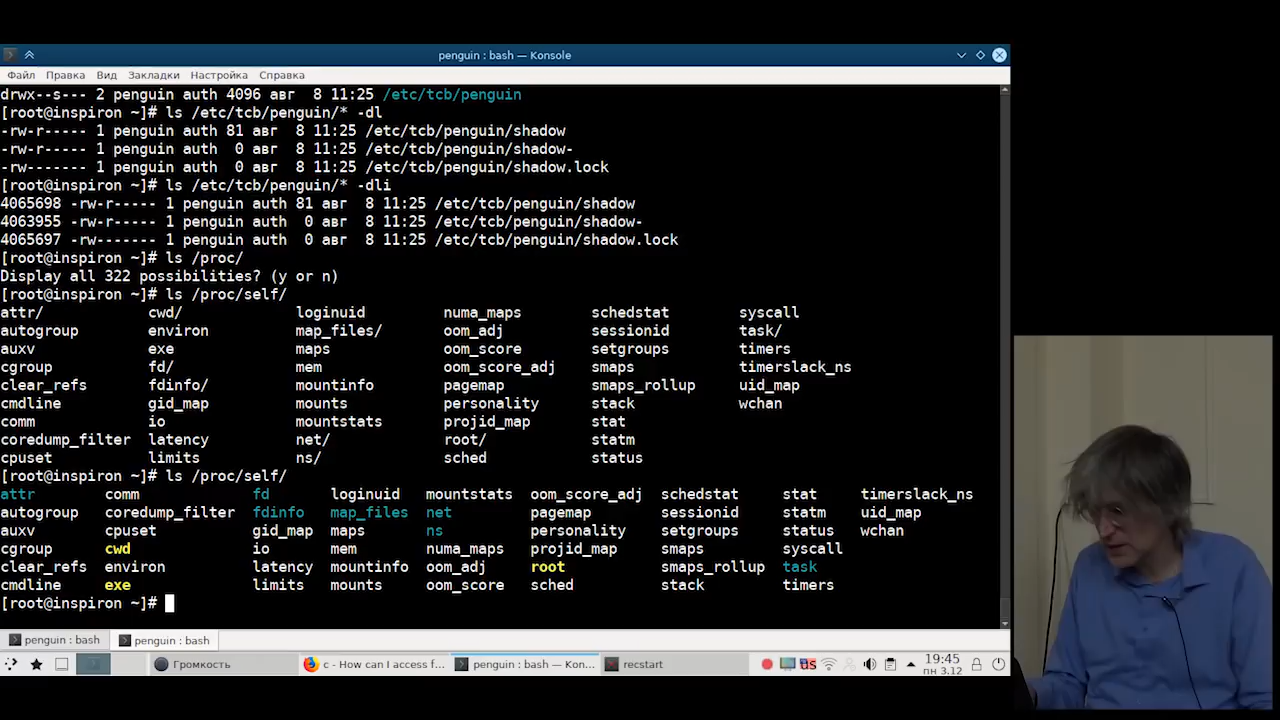 penguin : bash — Konsole
Файл Правка Вид Закладки Настройка Справка
drwx--s--- 2 penguin auth 4096 авг  8 11:25 /etc/tcb/penguin
[root@inspiron ~]# ls /etc/tcb/penguin/* -dl
-rw-r----- 1 penguin auth 81 авг  8 11:25 /etc/tcb/penguin/shadow
-rw-r----- 1 penguin auth  0 авг  8 11:25 /etc/tcb/penguin/shadow-
-rw------- 1 penguin auth  0 авг  8 11:25 /etc/tcb/penguin/shadow.lock
[root@inspiron ~]# ls /etc/tcb/penguin/* -dli
4065698 -rw-r----- 1 penguin auth 81 авг  8 11:25 /etc/tcb/penguin/shadow
4063955 -rw-r----- 1 penguin auth  0 авг  8 11:25 /etc/tcb/penguin/shadow-
4065697 -rw------- 1 penguin auth  0 авг  8 11:25 /etc/tcb/penguin/shadow.lock
[root@inspiron ~]# ls /proc/
Display all 322 possibilities? (y or n)
[root@inspiron ~]# ls /proc/self/
attr/ cwd/ loginuid numa_maps schedstat syscall
autogroup environ map_files/ oom_adj sessionid task/
auxv exe maps oom_score setgroups timers
cgroup fd/ mem oom_score_adj smaps timerslack_ns
clear_refs fdinfo/ mountinfo pagemap smaps_rollup uid_map
cmdline gid_map mounts personality stack wchan
comm io mountstats projid_map stat
coredump_filter latency net/ root/ statm
cpuset limits ns/ sched status
[root@inspiron ~]# ls /proc/self/
attr comm fd loginuid mountstats oom_score_adj schedstat stat timerslack_ns
autogroup coredump_filter fdinfo map_files net pagemap sessionid statm uid_map
auxv cpuset gid_map maps ns personality setgroups status wchan
cgroup cwd io mem numa_maps projid_map smaps syscall
clear_refs environ latency mountinfo oom_adj root smaps_rollup task
cmdline exe limits mounts oom_score sched stack timers
[root@inspiron ~]#
penguin : bash penguin : bash
Громкость c - How can I access f... penguin : bash — Kon... recstart us 19:45
пн 3.12